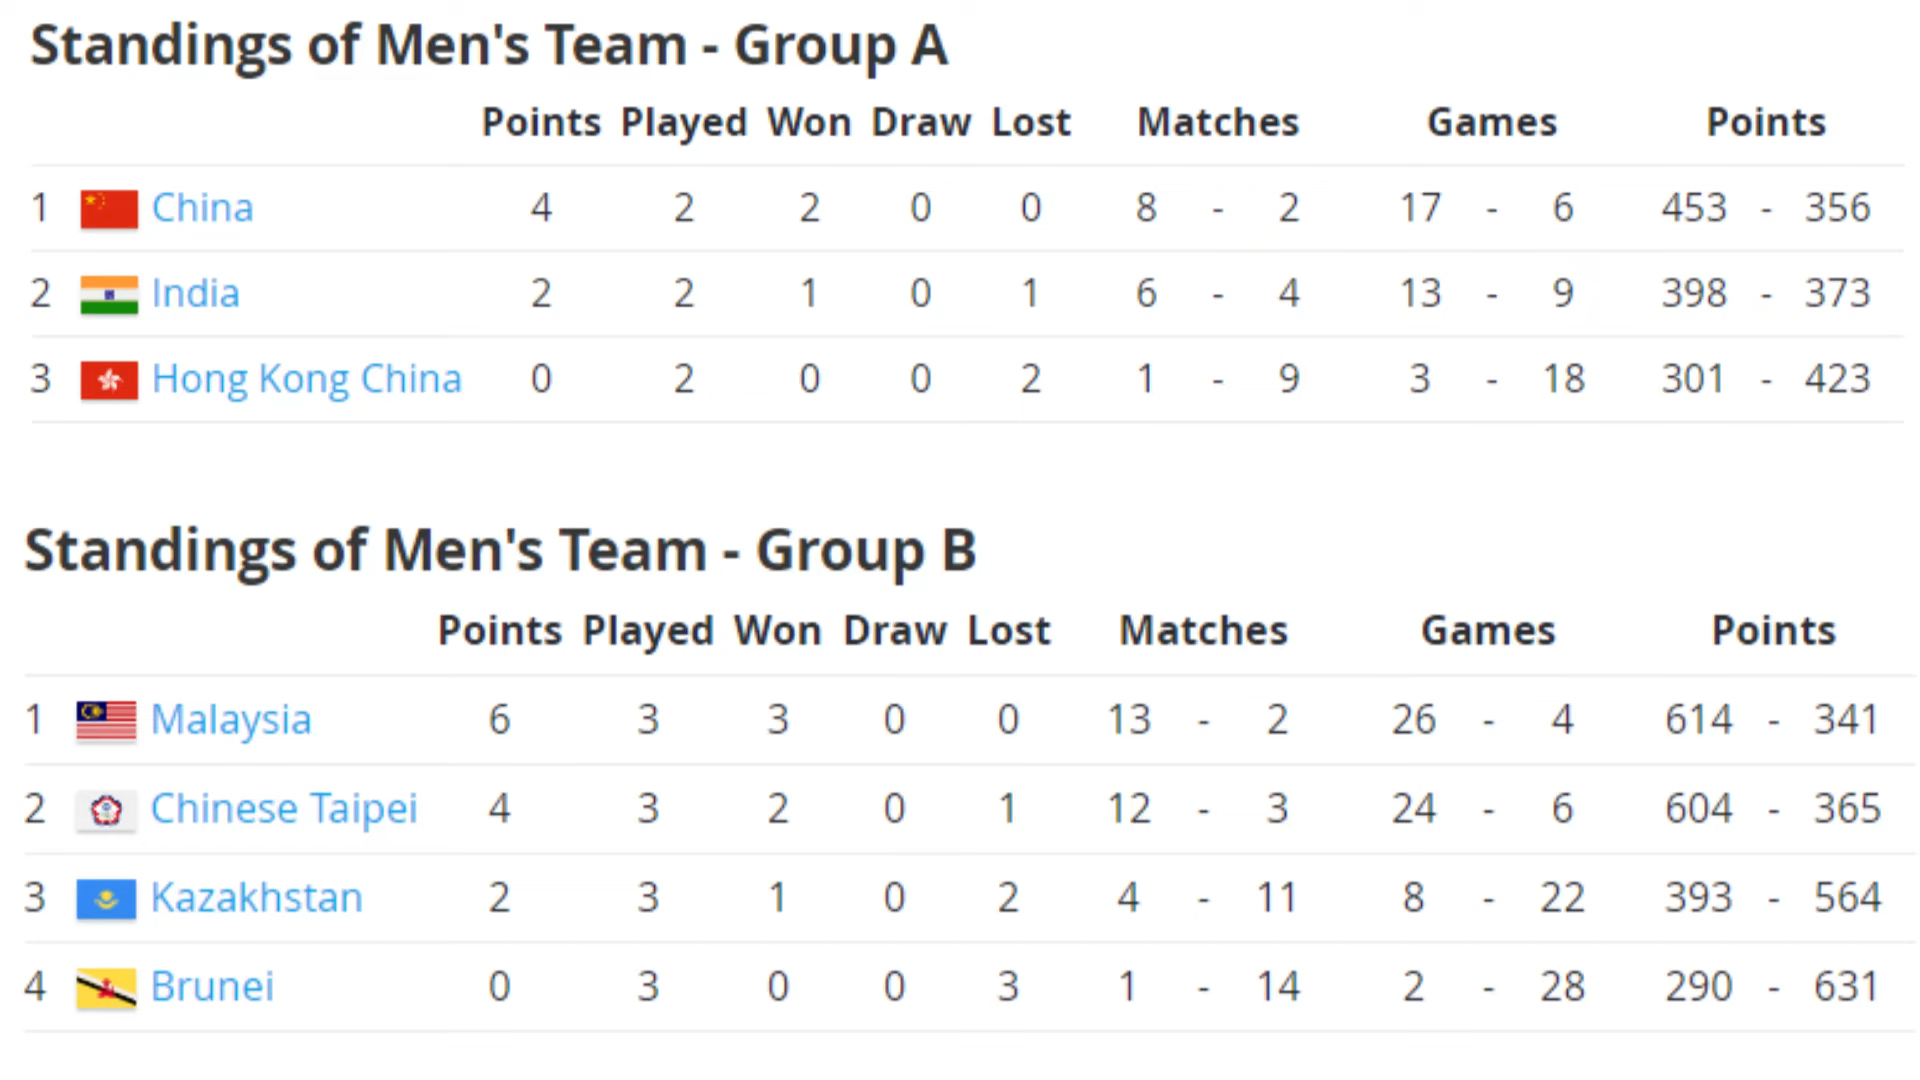 Standings of Men's Team - Group A
Points Played Won Draw Lost Matches Games Points
1 China 4 2 2 0 0 8 - 2 17 - 6 453 - 356
2 India 2 2 1 0 1 6 - 4 13 - 9 398 - 373
3 Hong Kong China 0 2 0 0 2 1 - 9 3 - 18 301 - 423
Standings of Men's Team - Group B
Points Played Won Draw Lost Matches Games Points
1 Malaysia 6 3 3 0 0 13 - 2 26 - 4 614 - 341
2 Chinese Taipei 4 3 2 0 1 12 - 3 24 - 6 604 - 365
3 Kazakhstan 2 3 1 0 2 4 - 11 8 - 22 393 - 564
4 Brunei 0 3 0 0 3 1 - 14 2 - 28 290 - 631